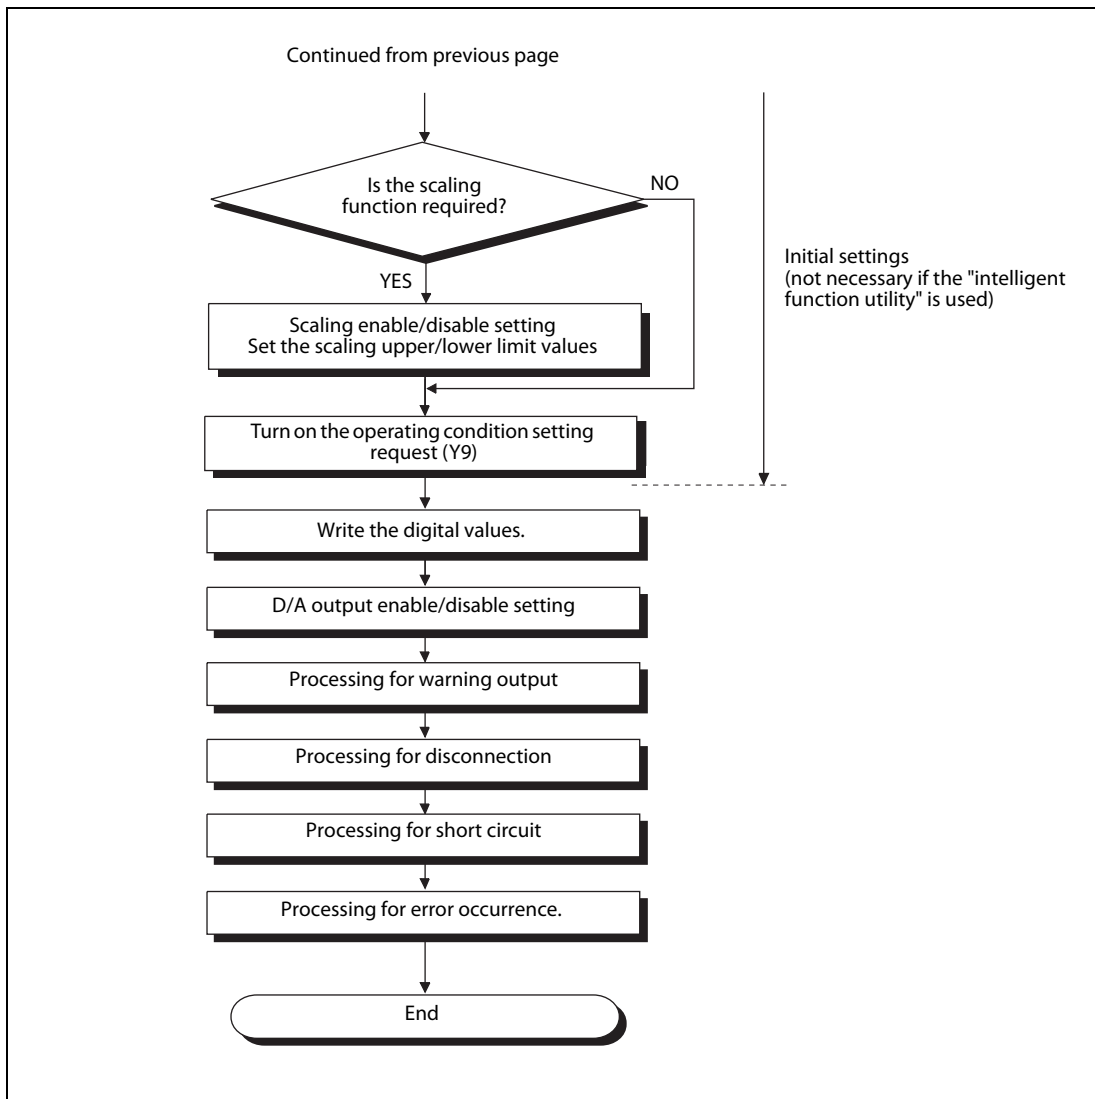 Continued from previous page
Is the scaling
function required?
NO
YES
Initial settings
(not necessary if the "intelligent
function utility" is used)
Scaling enable/disable setting
Set the scaling upper/lower limit values
Turn on the operating condition setting
request (Y9)
Write the digital values.
D/A output enable/disable setting
Processing for warning output
Processing for disconnection
Processing for short circuit
Processing for error occurrence.
End